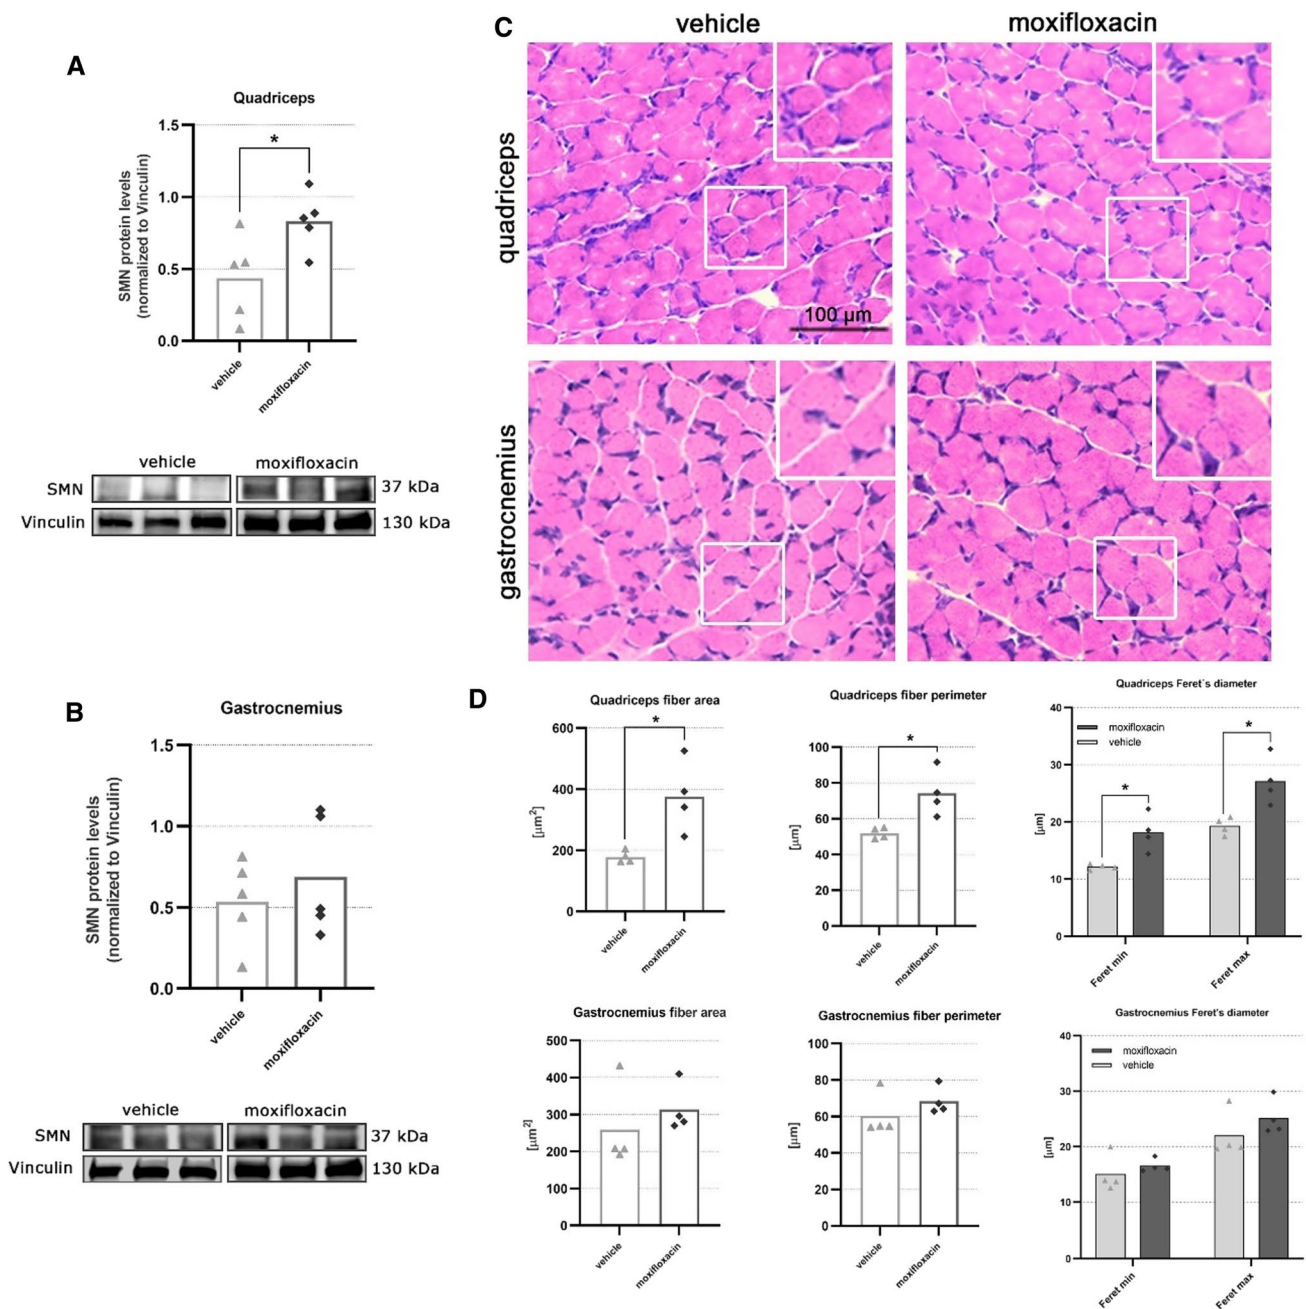 A
Quadriceps
SMN protein levels
(normalized to Vinculin)
1.5
1.0
0.5
0.0
*
vehicle
moxifloxacin
vehicle moxifloxacin
SMN 37 kDa
Vinculin 130 kDa
B
Gastrocnemius
SMN protein levels
(normalized to Vinculin)
1.5
1.0
0.5
0.0
vehicle
moxifloxacin
vehicle moxifloxacin
SMN 37 kDa
Vinculin 130 kDa
C
vehicle moxifloxacin
quadriceps
100 µm
gastrocnemius
D
Quadriceps fiber area
[µm²]
600
400
200
0
*
vehicle
moxifloxacin
Quadriceps fiber perimeter
[µm]
100
80
60
40
20
0
*
vehicle
moxifloxacin
Quadriceps Feret`s diameter
[µm]
40
30
20
10
0
moxifloxacin
vehicle
*
*
Feret min
Feret max
Gastrocnemius fiber area
[µm²]
500
400
300
200
100
0
vehicle
moxifloxacin
Gastrocnemius fiber perimeter
[µm]
100
80
60
40
20
0
vehicle
moxifloxacin
Gastrocnemius Feret's diameter
[µm]
40
30
20
10
0
moxifloxacin
vehicle
Feret min
Feret max